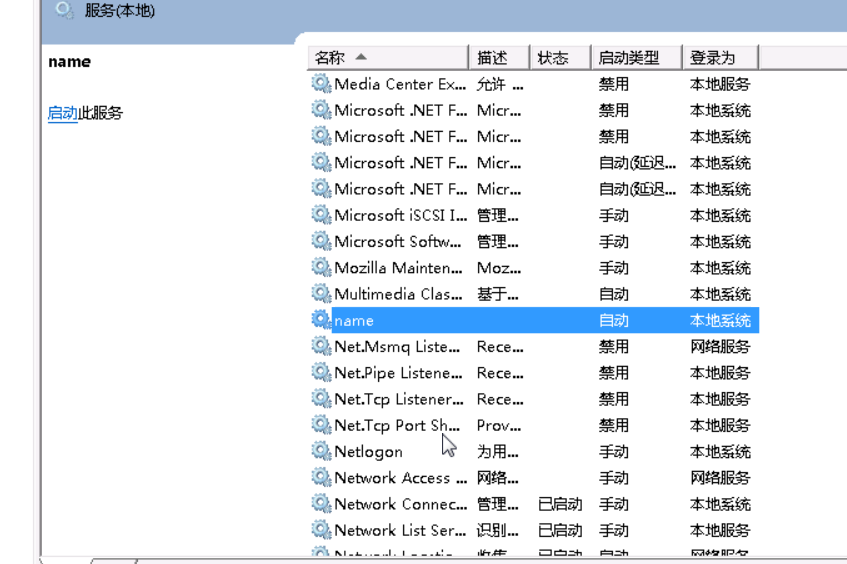 服务(本地)
name
启动此服务
名称 描述 状态 启动类型 登录为
Media Center Ex... 允许 ... 禁用 本地服务
Microsoft .NET F... Micr... 禁用 本地系统
Microsoft .NET F... Micr... 禁用 本地系统
Microsoft .NET F... Micr... 自动(延迟... 本地系统
Microsoft .NET F... Micr... 自动(延迟... 本地系统
Microsoft iSCSI I... 管理... 手动 本地系统
Microsoft Softw... 管理... 手动 本地系统
Mozilla Mainten... Moz... 手动 本地系统
Multimedia Clas... 基于... 自动 本地系统
name 自动 本地系统
Net.Msmq Liste... Rece... 禁用 网络服务
Net.Pipe Listene... Rece... 禁用 本地服务
Net.Tcp Listener... Rece... 禁用 本地服务
Net.Tcp Port Sh... Prov... 禁用 本地服务
Netlogon 为用... 手动 本地系统
Network Access ... 网络... 手动 网络服务
Network Connec... 管理... 已启动 手动 本地系统
Network List Ser... 识别... 已启动 手动 本地服务
Network Locatio... 收集... 已启动 自动 网络服务